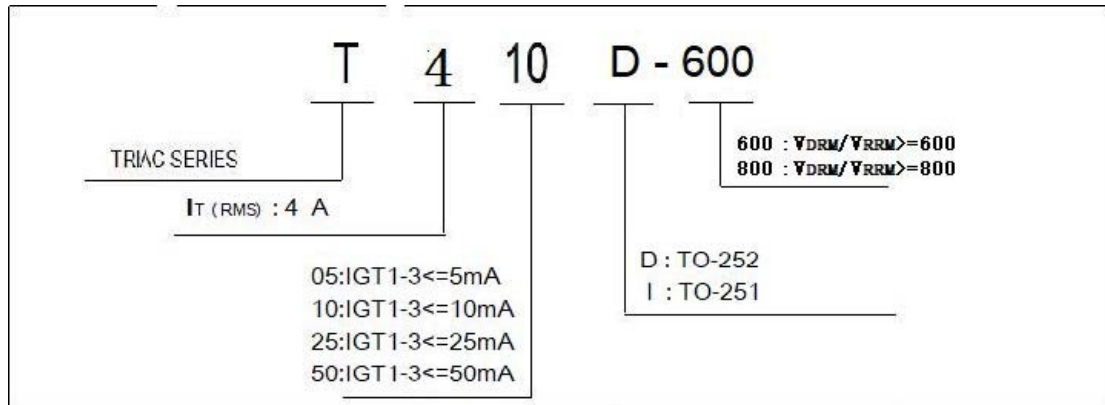 T 4 10 D - 600
TRIAC SERIES
IT (RMS) : 4 A
05:IGT1-3<=5mA
10:IGT1-3<=10mA
25:IGT1-3<=25mA
50:IGT1-3<=50mA
D : TO-252
I : TO-251
600 : VDRM/VRRM>=600
800 : VDRM/VRRM>=800